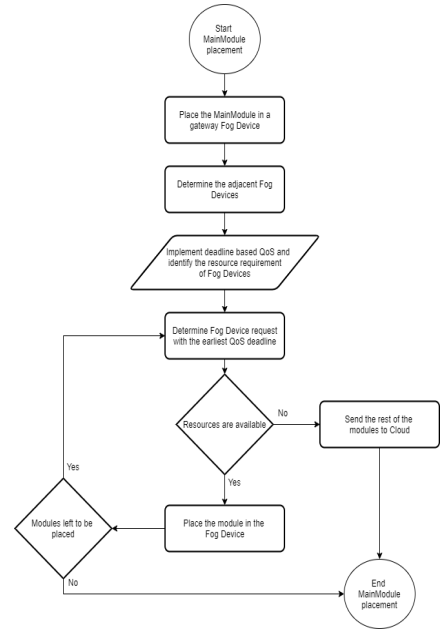 Start
MainModule
placement
Place the MainModule in a
gateway Fog Device
Determine the adjacent Fog
Devices
Implement deadline based QoS and
identify the resource requirement
of Fog Devices
Determine Fog Device request
with the earliest QoS deadline
Resources are available
No
Send the rest of the
modules to Cloud
Yes
Yes
Place the module in the
Fog Device
Modules left to be
placed
No
End
MainModule
placement